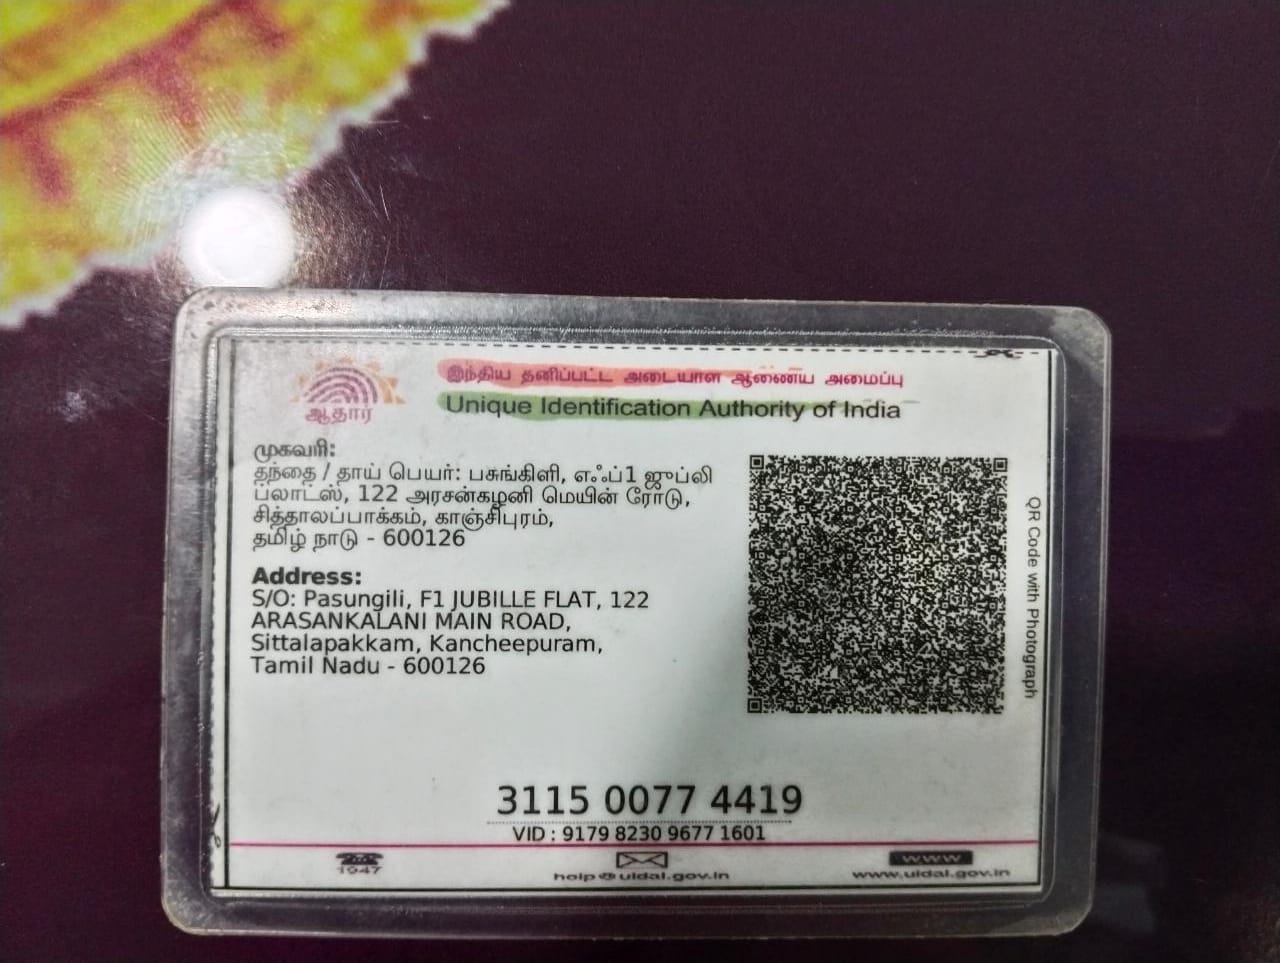 ஆதார்
இந்திய தனிப்பட்ட அடையாள ஆணைய அமைப்பு
Unique Identification Authority of India
முகவரி:
தந்தை / தாய் பெயர்: பசுங்கிளி, எஃப்1 ஜுப்லி
ப்லாட்ஸ், 122 அரசன்கழனி மெயின் ரோடு,
சித்தாலப்பாக்கம், காஞ்சிபுரம்,
தமிழ் நாடு - 600126
Address:
S/O: Pasungili, F1 JUBILLE FLAT, 122
ARASANKALANI MAIN ROAD,
Sittalapakkam, Kancheepuram,
Tamil Nadu - 600126
QR Code with Photograph
3115 0077 4419
VID : 9179 8230 9677 1601
1947
help@uidai.gov.in
www
www.uidai.gov.in